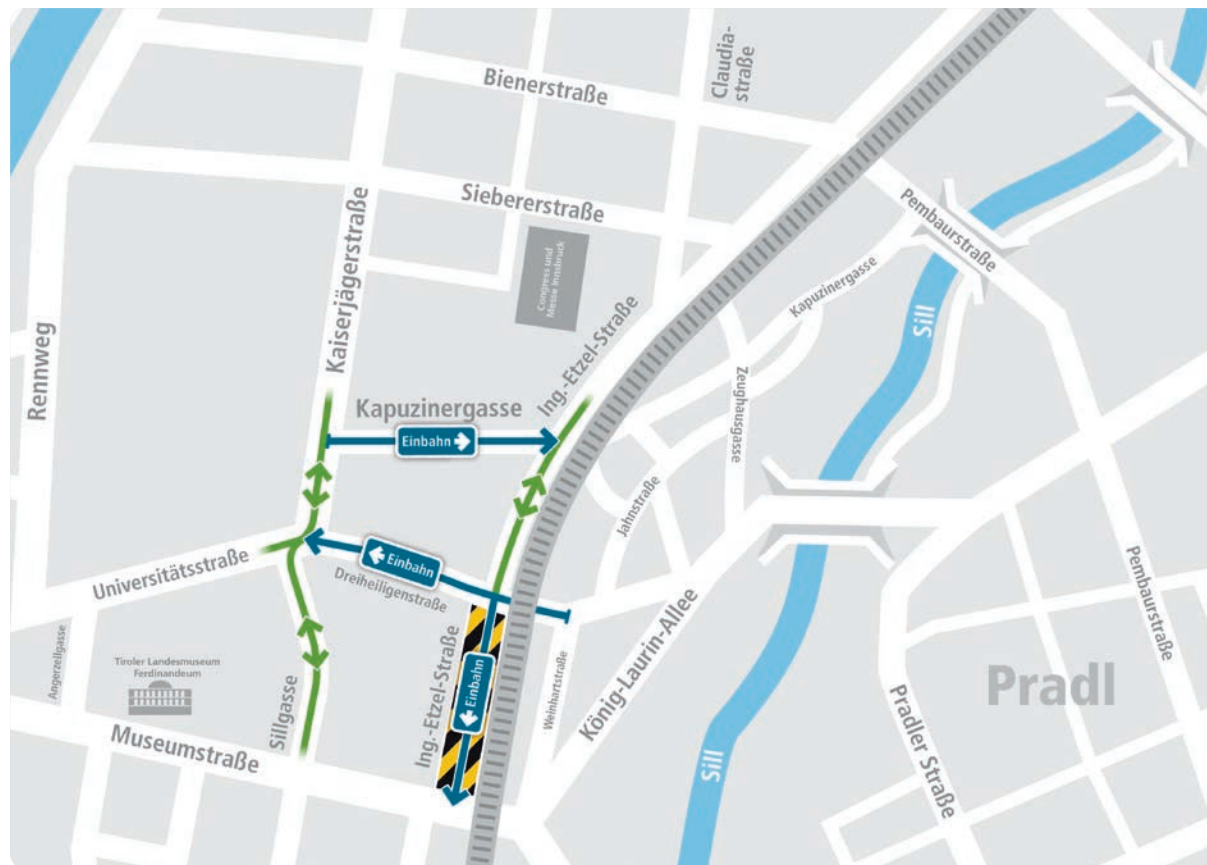 Claudia-
straße
Bienerstraße
Siebererstraße
Kaiserjägerstraße
Rennweg
Congress und
Messe Innsbruck
Pembaurstraße
Kapuzinergasse
Sill
Ing.-Etzel-Straße
Kapuzinergasse
Einbahn
Zeughausgasse
Jahnstraße
Universitätsstraße
Einbahn
Dreiheiligenstraße
Pembaurstraße
Angerzellgasse
Tiroler Landesmuseum
Ferdinandeum
Sillgasse
Ing.-Etzel-Straße
Einbahn
Weinhartstraße
König-Laurin-Allee
Pradl
Museumstraße
Sill
Pradler Straße